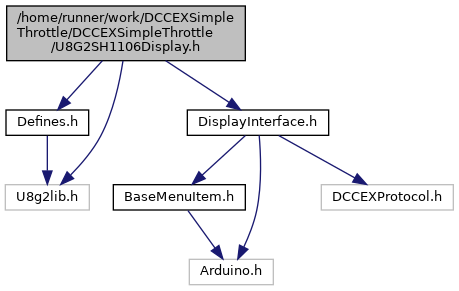 /home/runner/work/DCCEXSimple
Throttle/DCCEXSimpleThrottle
/U8G2SH1106Display.h
Defines.h
DisplayInterface.h
U8g2lib.h
BaseMenuItem.h
DCCEXProtocol.h
Arduino.h